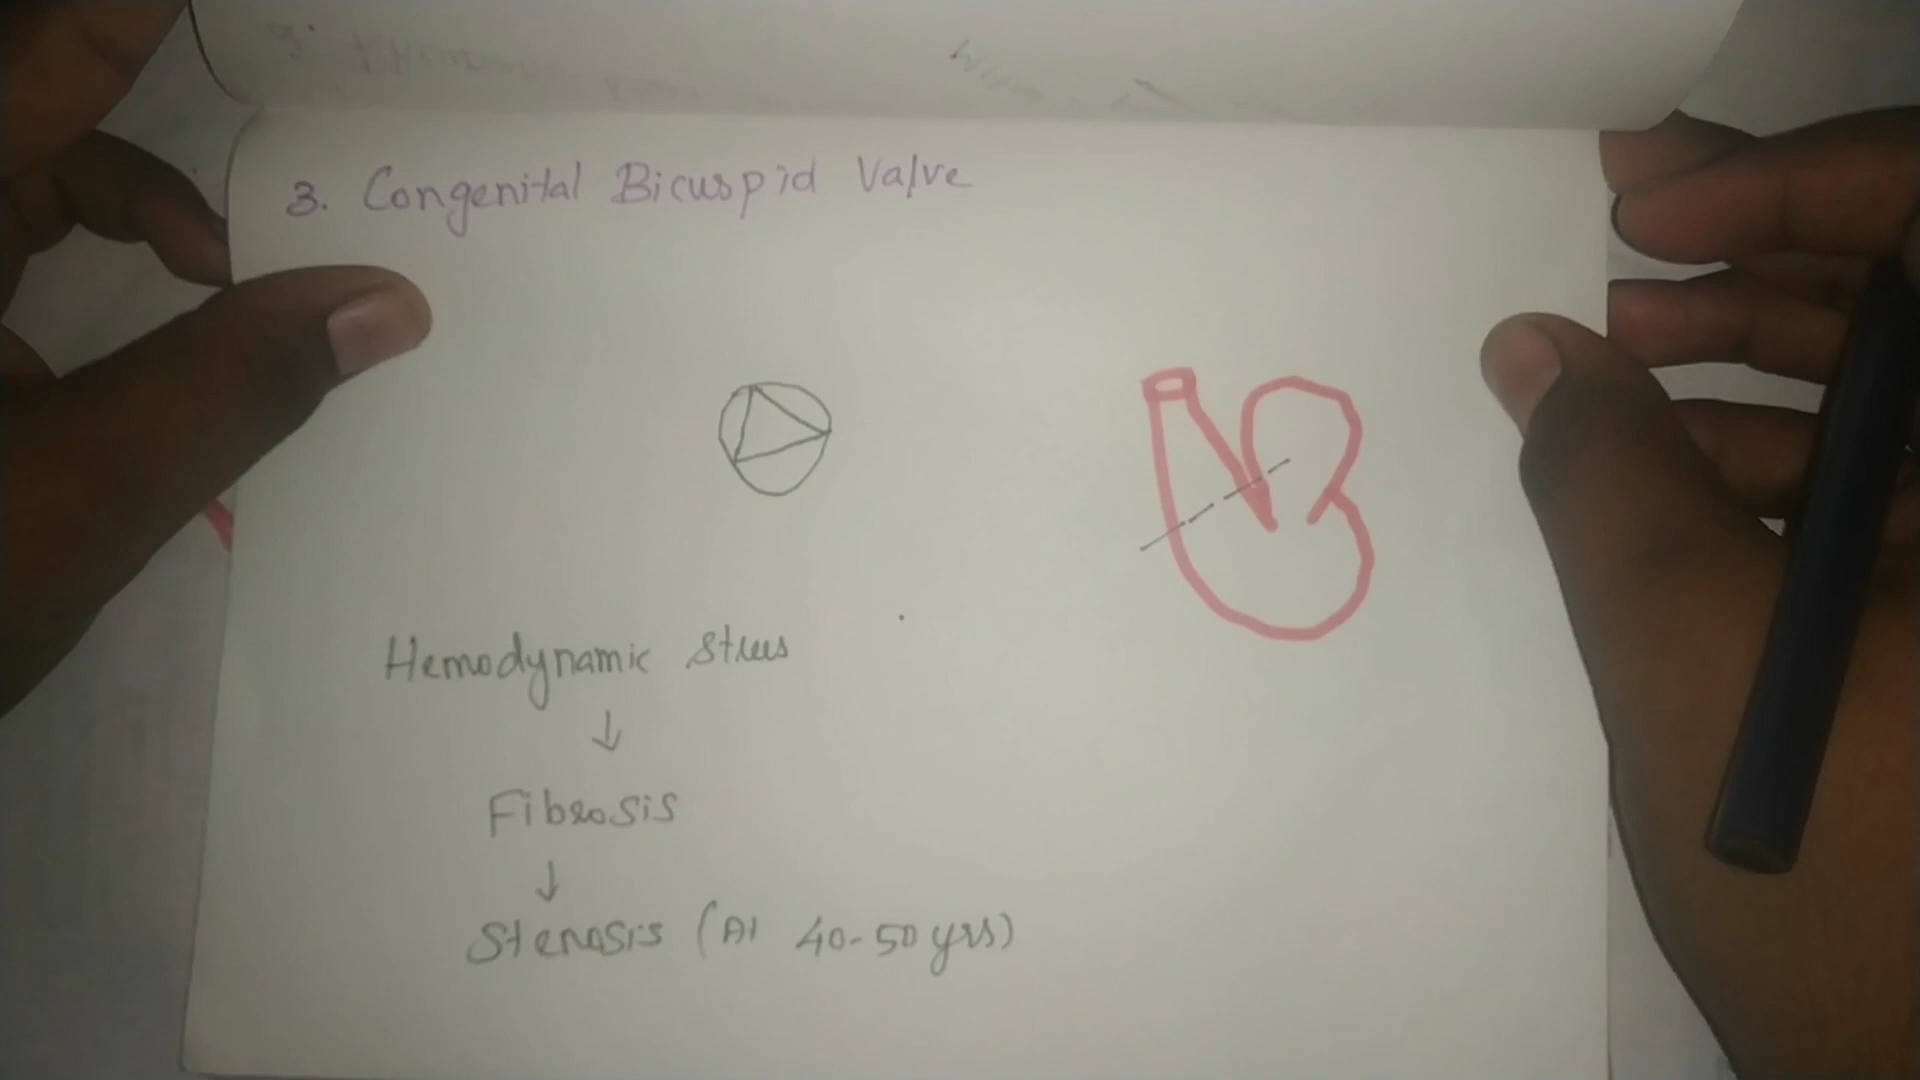 3. Congenital Bicuspid Valve
Hemodynamic stress
↓
Fibrosis
↓
Stenosis (At 40-50 yrs)